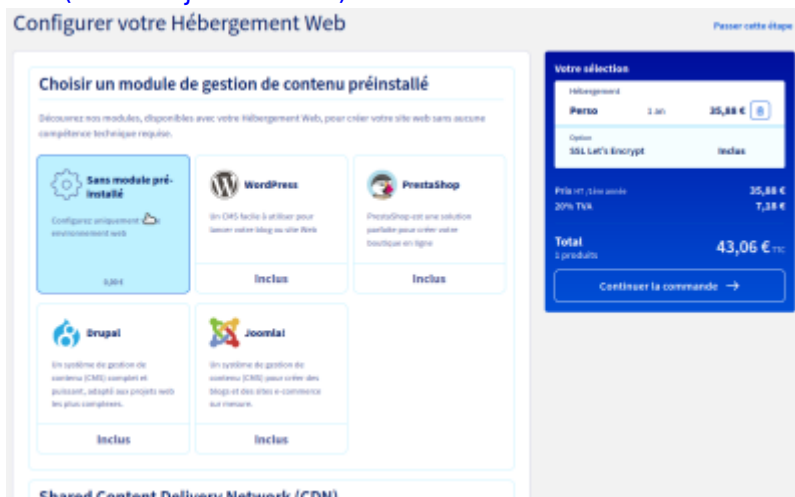 Configurer votre Hébergement Web
Passer cette étape
Choisir un module de gestion de contenu préinstallé
Découvrez nos modules, disponibles avec votre Hébergement Web, pour créer votre site web sans aucune
compétence technique requise.
Sans module pré-
installé
Configurez uniquement
environnement web
0,00 €
WordPress
Un CMS facile à utiliser pour
lancer votre blog ou site Web
Inclus
PrestaShop
PrestaShop est une solution
parfaite pour créer votre
boutique en ligne
Inclus
Drupal
Un système de gestion de
contenu (CMS) complet et
puissant, adapté aux projets web
les plus complexes.
Inclus
Joomla!
Un système de gestion de
contenu (CMS) pour créer des
blogs et des sites e-commerce
sur mesure.
Inclus
Shared Content Delivery Network (CDN)
Votre sélection
Hébergement
Perso 1 an 35,88 €
Option
SSL Let's Encrypt Inclus
Prix HT /1ère année 35,88 €
20% TVA 7,18 €
Total 43,06 € TTC
1 produits
Continuer la commande →